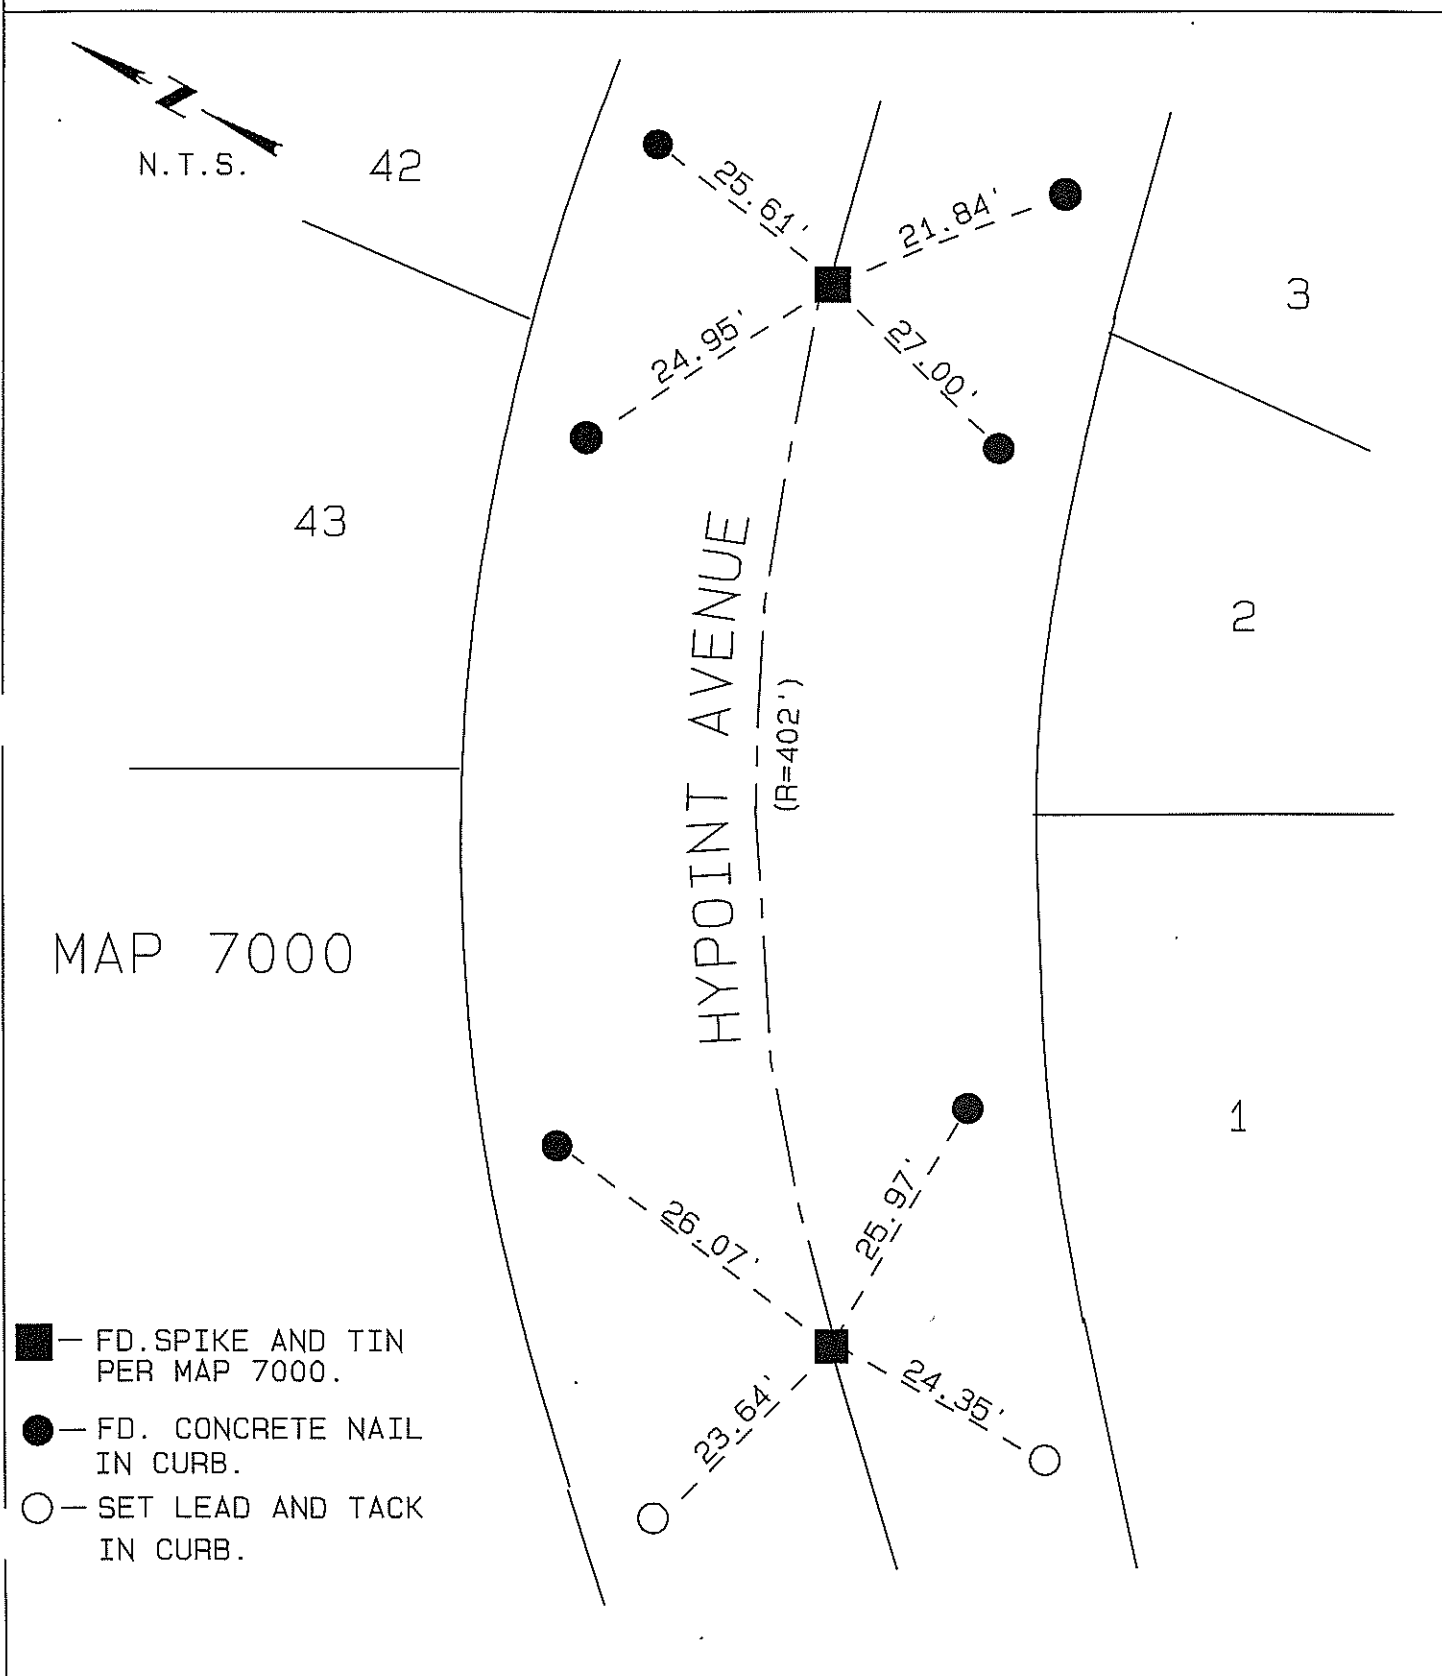 N
N.T.S.
42
25.61'
21.84'
3
24.95'
27.00'
43
HYPOINT AVENUE
2
(R=402')
MAP 7000
1
26.07'
25.97'
FD.SPIKE AND TIN
PER MAP 7000.
24.35'
23.64'
FD. CONCRETE NAIL
IN CURB.
SET LEAD AND TACK
IN CURB.